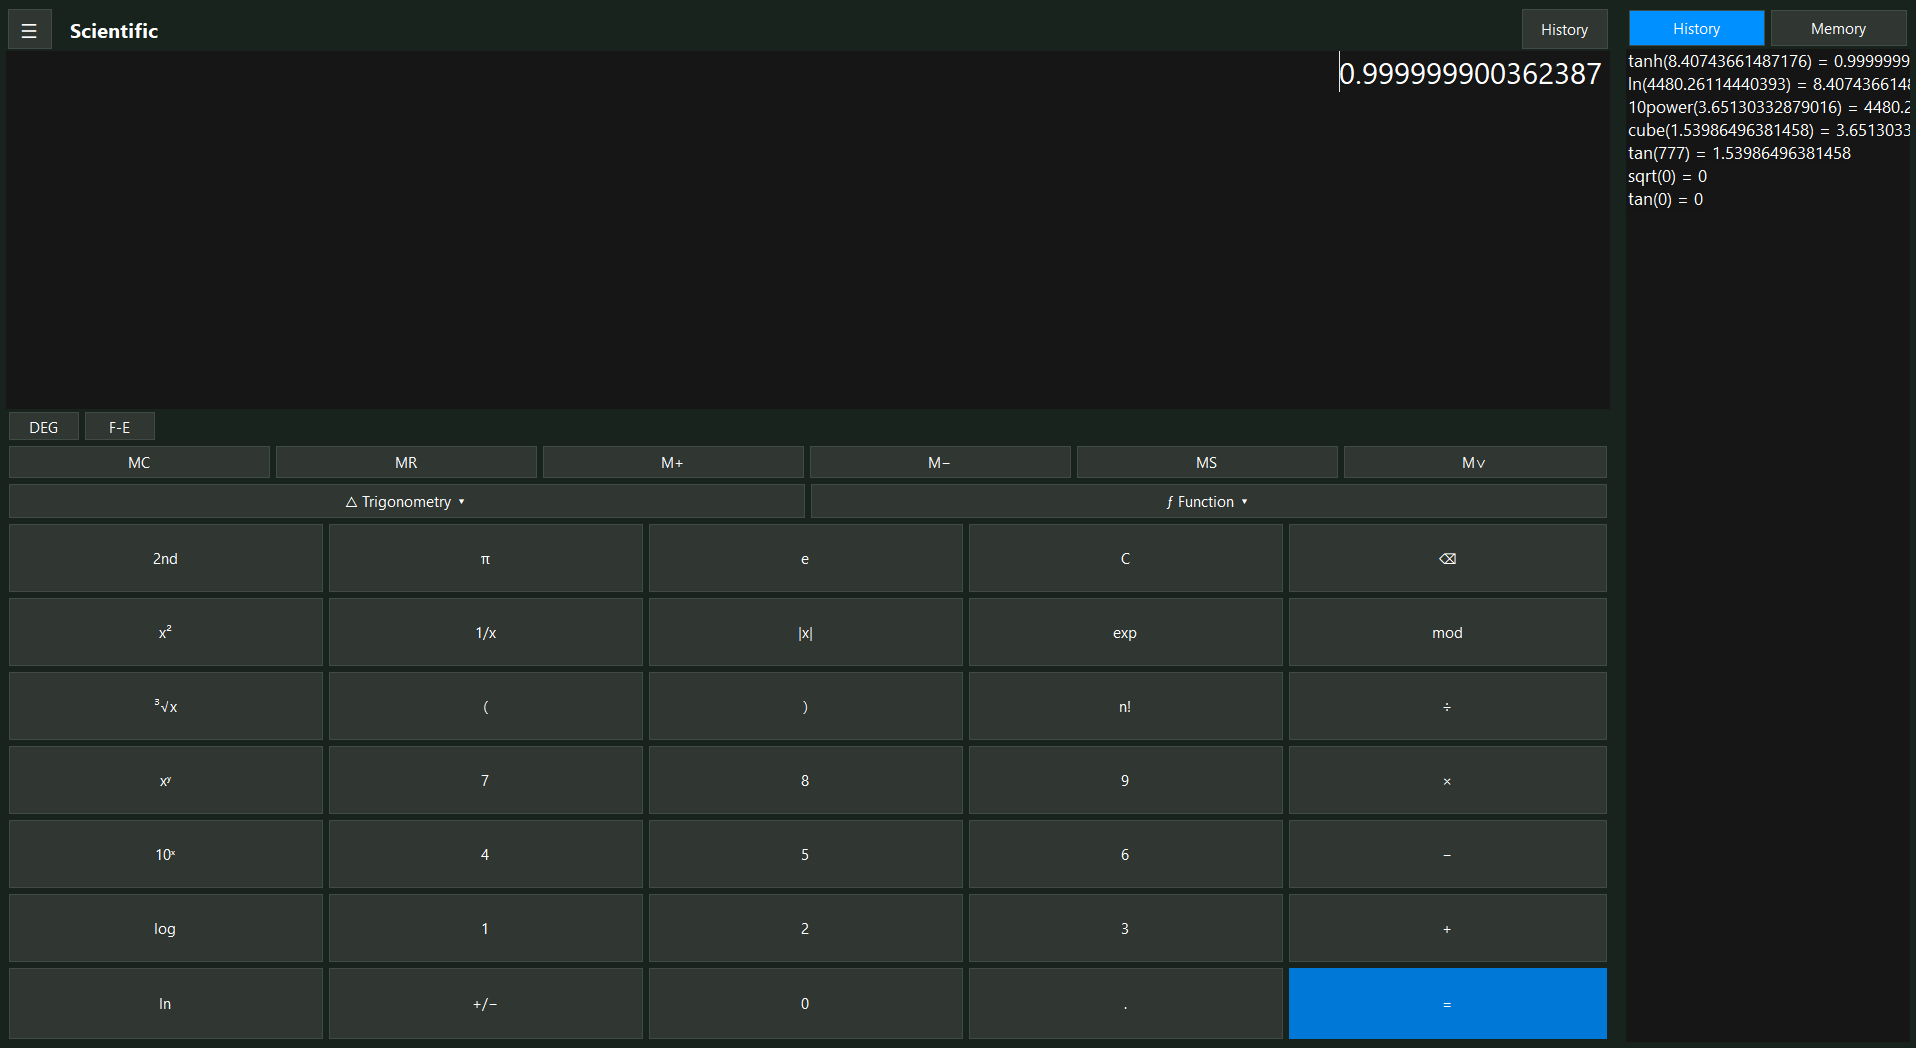 ☰ Scientific History
0.999999900362387
DEG F-E
MC MR M+ M− MS M˅
△ Trigonometry ▾ ƒ Function ▾
2nd π e C ⌫
x² 1/x |x| exp mod
³√x ( ) n! ÷
xʸ 7 8 9 ×
10ˣ 4 5 6 −
log 1 2 3 +
ln +/− 0 . =
History Memory
tanh(8.40743661487176) = 0.9999999
ln(4480.26114440393) = 8.4074366148
10power(3.65130332879016) = 4480.2
cube(1.53986496381458) = 3.6513033
tan(777) = 1.53986496381458
sqrt(0) = 0
tan(0) = 0